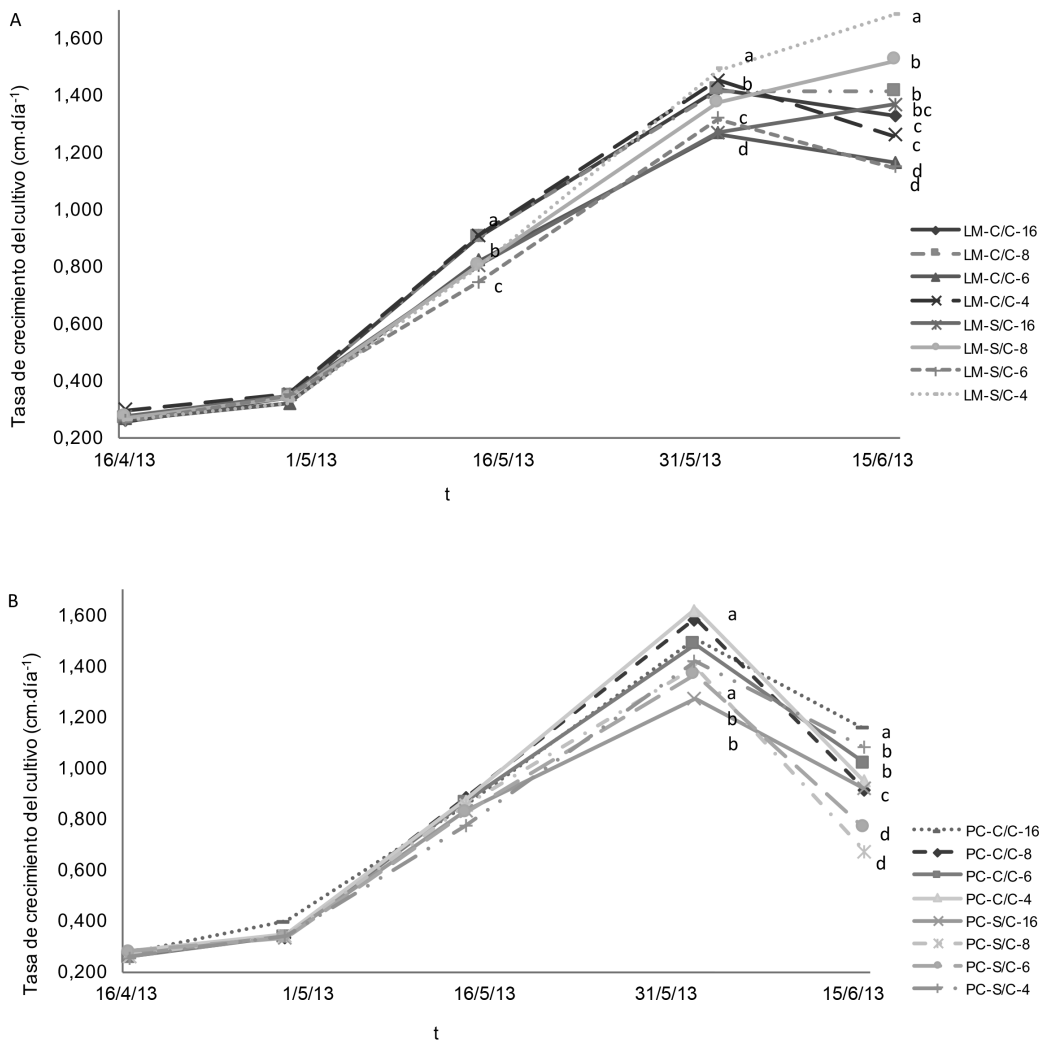 A
Tasa de crecimiento del cultivo (cm·día⁻¹)
1,600
1,400
1,200
1,000
0,800
0,600
0,400
0,200
16/4/13 1/5/13 16/5/13 31/5/13 15/6/13
t
a
b
c
a
b
c
d
a
b
b
bc
c
c
d
d
LM-C/C-16
LM-C/C-8
LM-C/C-6
LM-C/C-4
LM-S/C-16
LM-S/C-8
LM-S/C-6
LM-S/C-4
B
Tasa de crecimiento del cultivo (cm·día⁻¹)
1,600
1,400
1,200
1,000
0,800
0,600
0,400
0,200
16/4/13 1/5/13 16/5/13 31/5/13 15/6/13
t
a
a
b
b
a
b
b
c
d
d
PC-C/C-16
PC-C/C-8
PC-C/C-6
PC-C/C-4
PC-S/C-16
PC-S/C-8
PC-S/C-6
PC-S/C-4